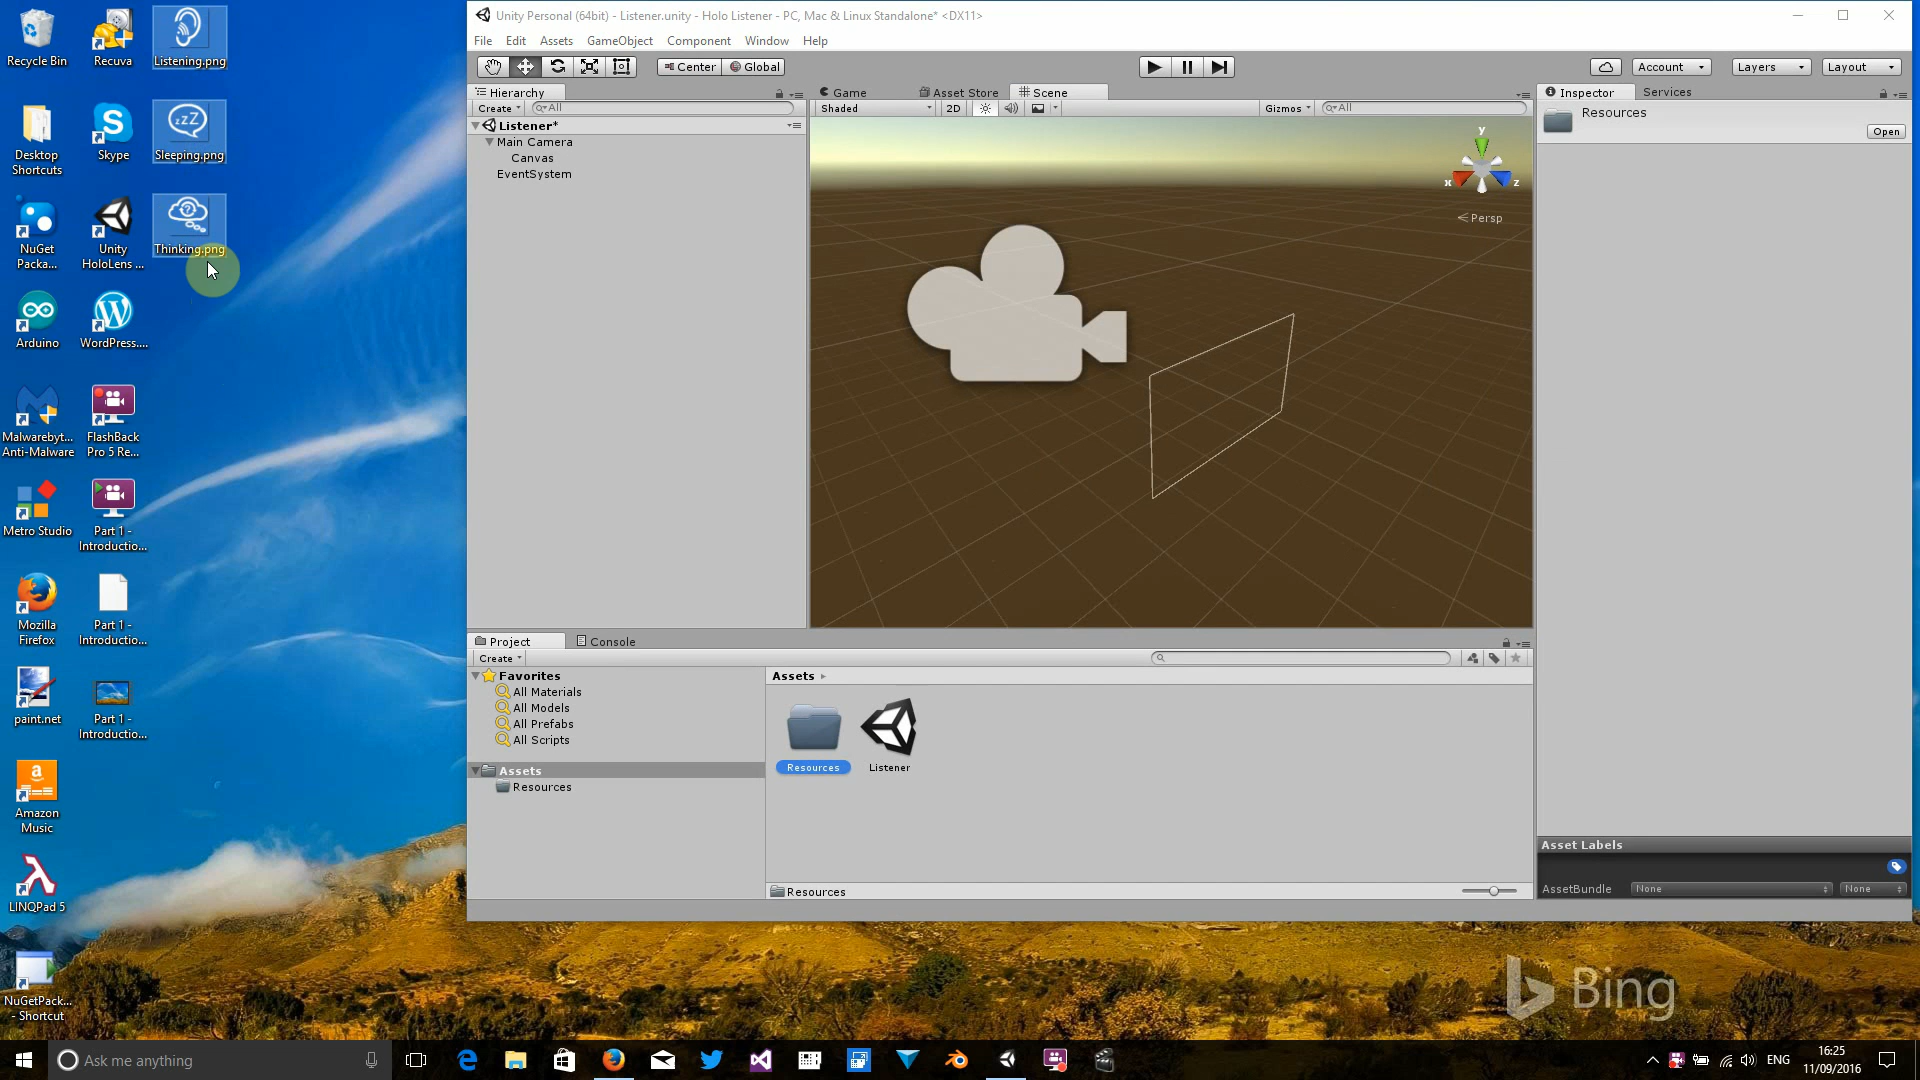 Recycle Bin
Recuva
Listening.png
Desktop
Shortcuts
Skype
Sleeping.png
NuGet
Packa...
Unity
HoloLens ...
Thinking.png
Arduino
WordPress....
Malwarebyt...
Anti-Malware
FlashBack
Pro 5 Re...
Metro Studio
Part 1 -
Introductio...
Mozilla
Firefox
Part 1 -
Introductio...
paint.net
Part 1 -
Introductio...
Amazon
Music
LINQPad 5
NuGetPack...
- Shortcut
Unity Personal (64bit) - Listener.unity - Holo Listener - PC, Mac & Linux Standalone* <DX11>
File Edit Assets GameObject Component Window Help
Center Global
Account Layers Layout
Hierarchy
Create All
Listener*
Main Camera
Canvas
EventSystem
Game Asset Store Scene
Shaded 2D Gizmos All
y
x z
Persp
Inspector Services
Resources
Open
Project Console
Create
Favorites
All Materials
All Models
All Prefabs
All Scripts
Assets
Resources
Assets
Resources Listener
Resources
Asset Labels
AssetBundle None None
Bing
Ask me anything
ENG
16:25
11/09/2016